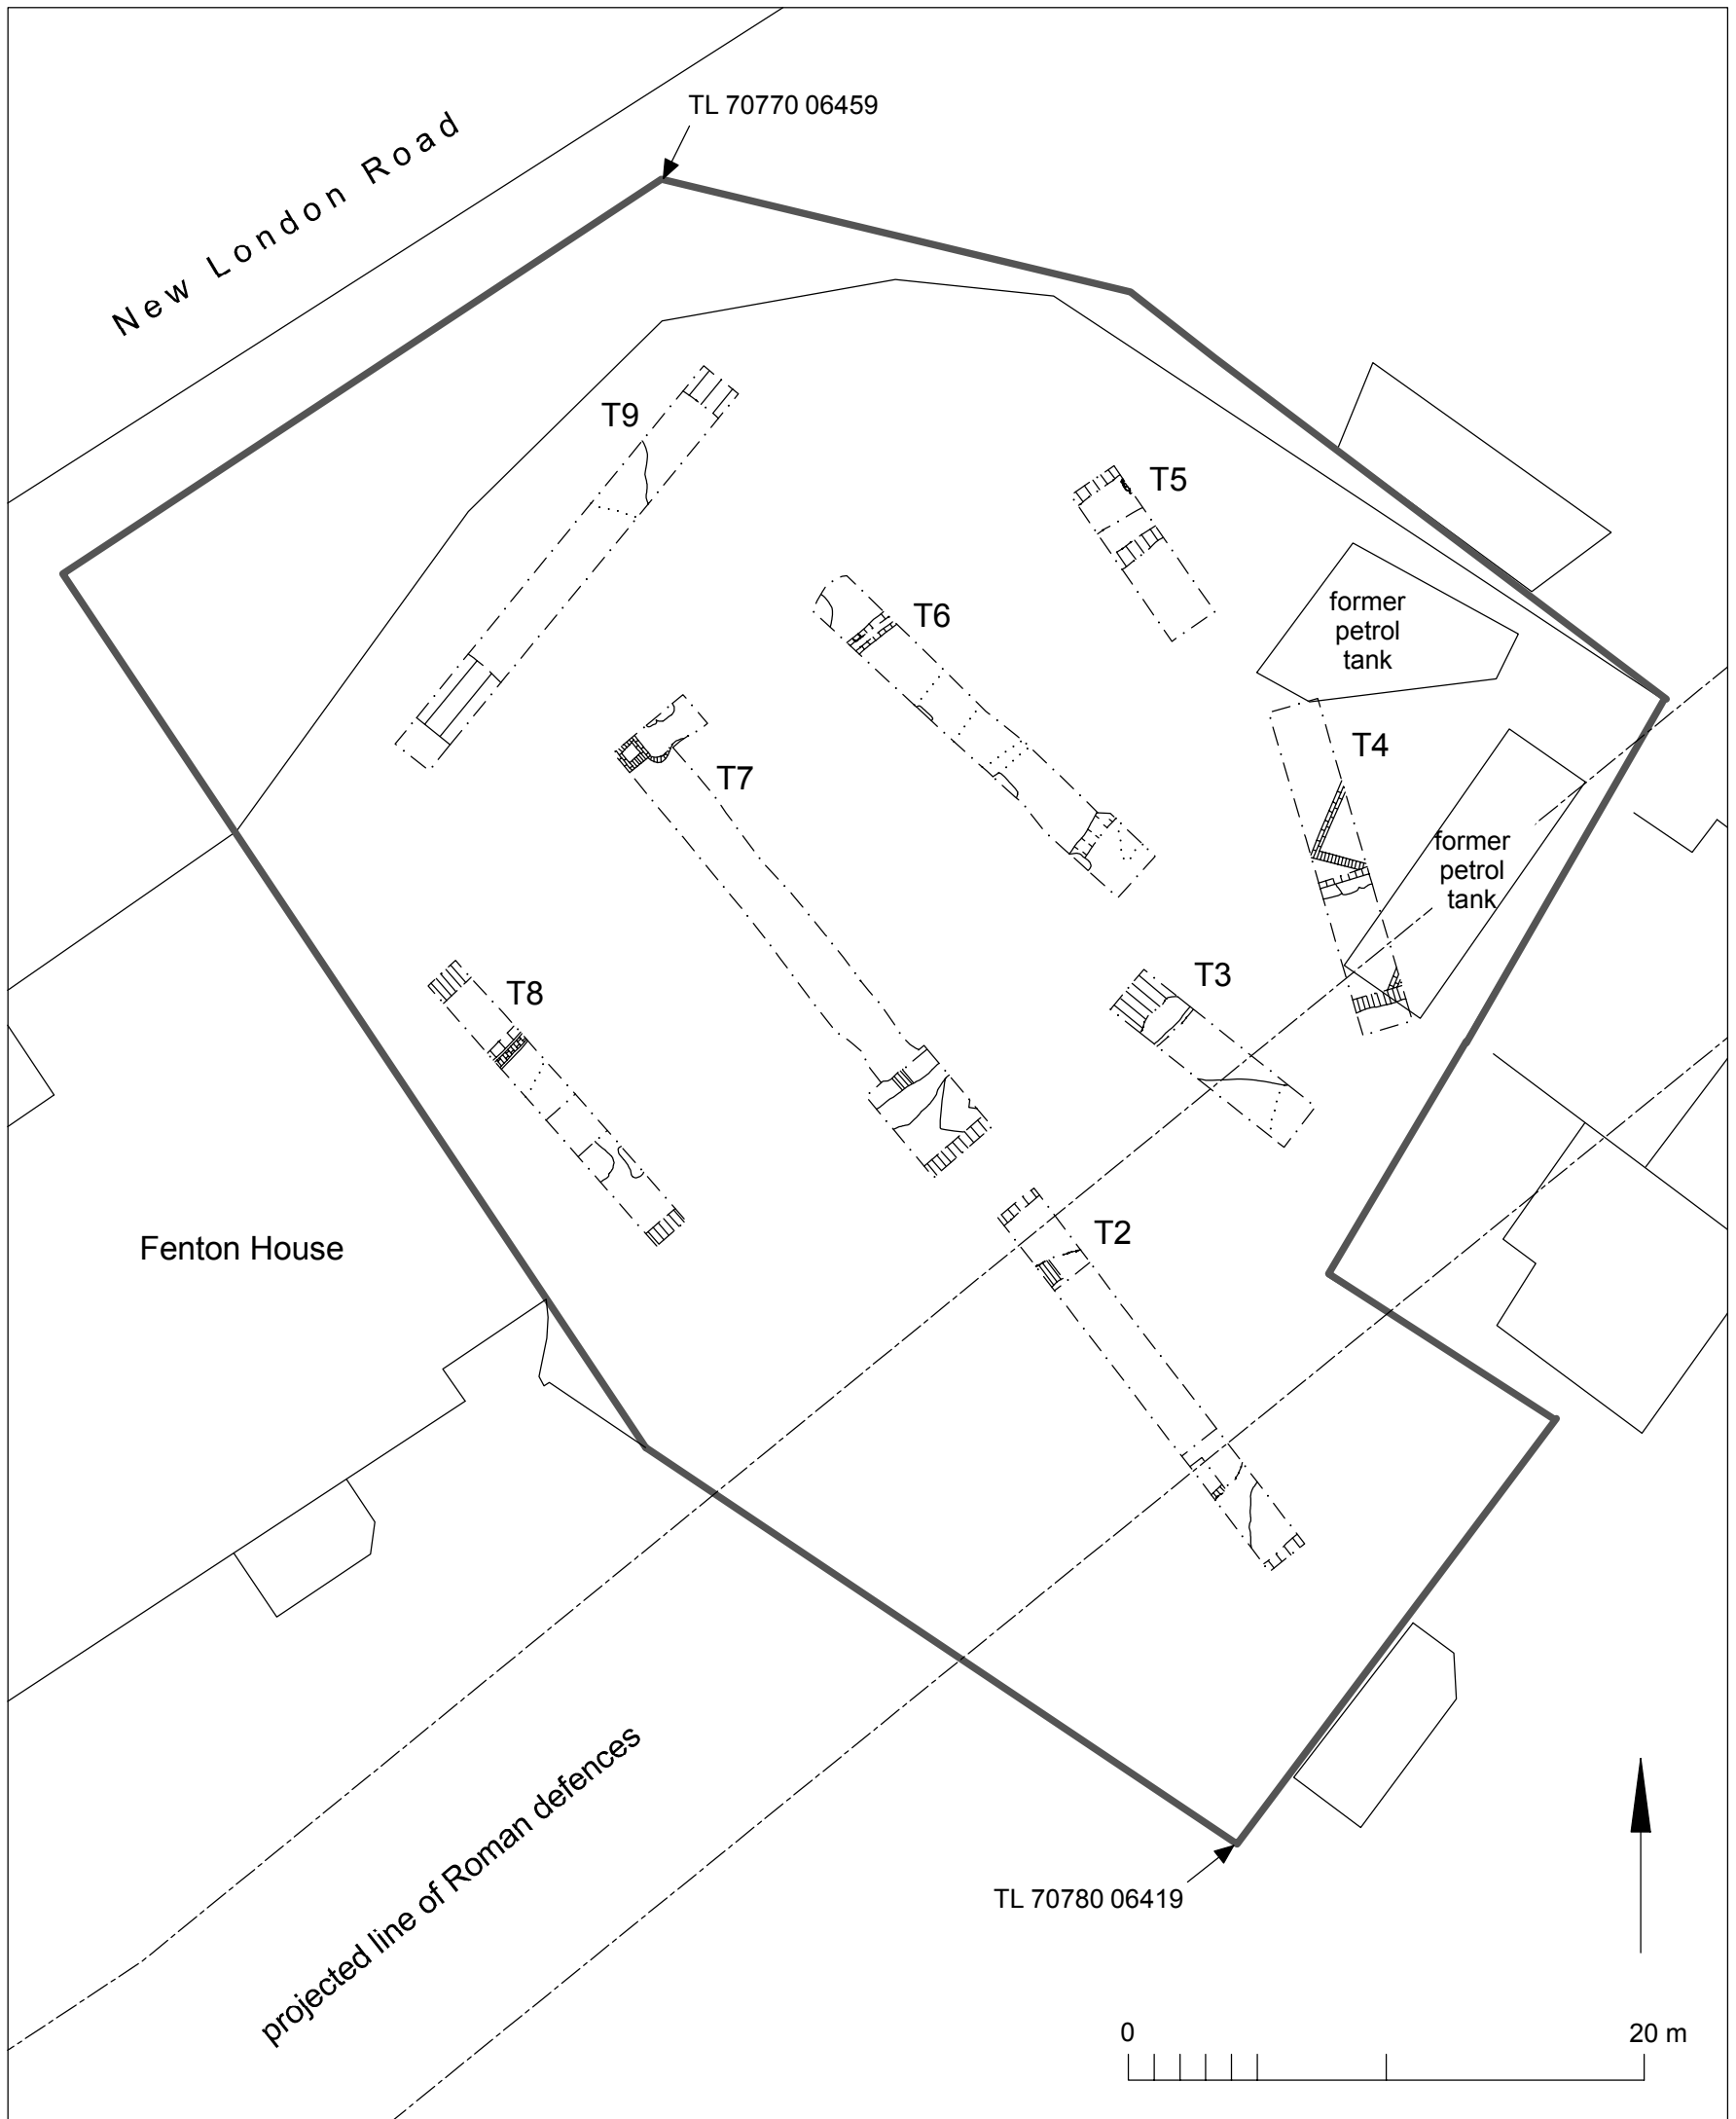 TL 70770 06459
New London Road
T9
T5
former
petrol
tank
T6
T4
T7
former
petrol
tank
T3
T8
T2
Fenton House
projected line of Roman defences
TL 70780 06419
0 20 m